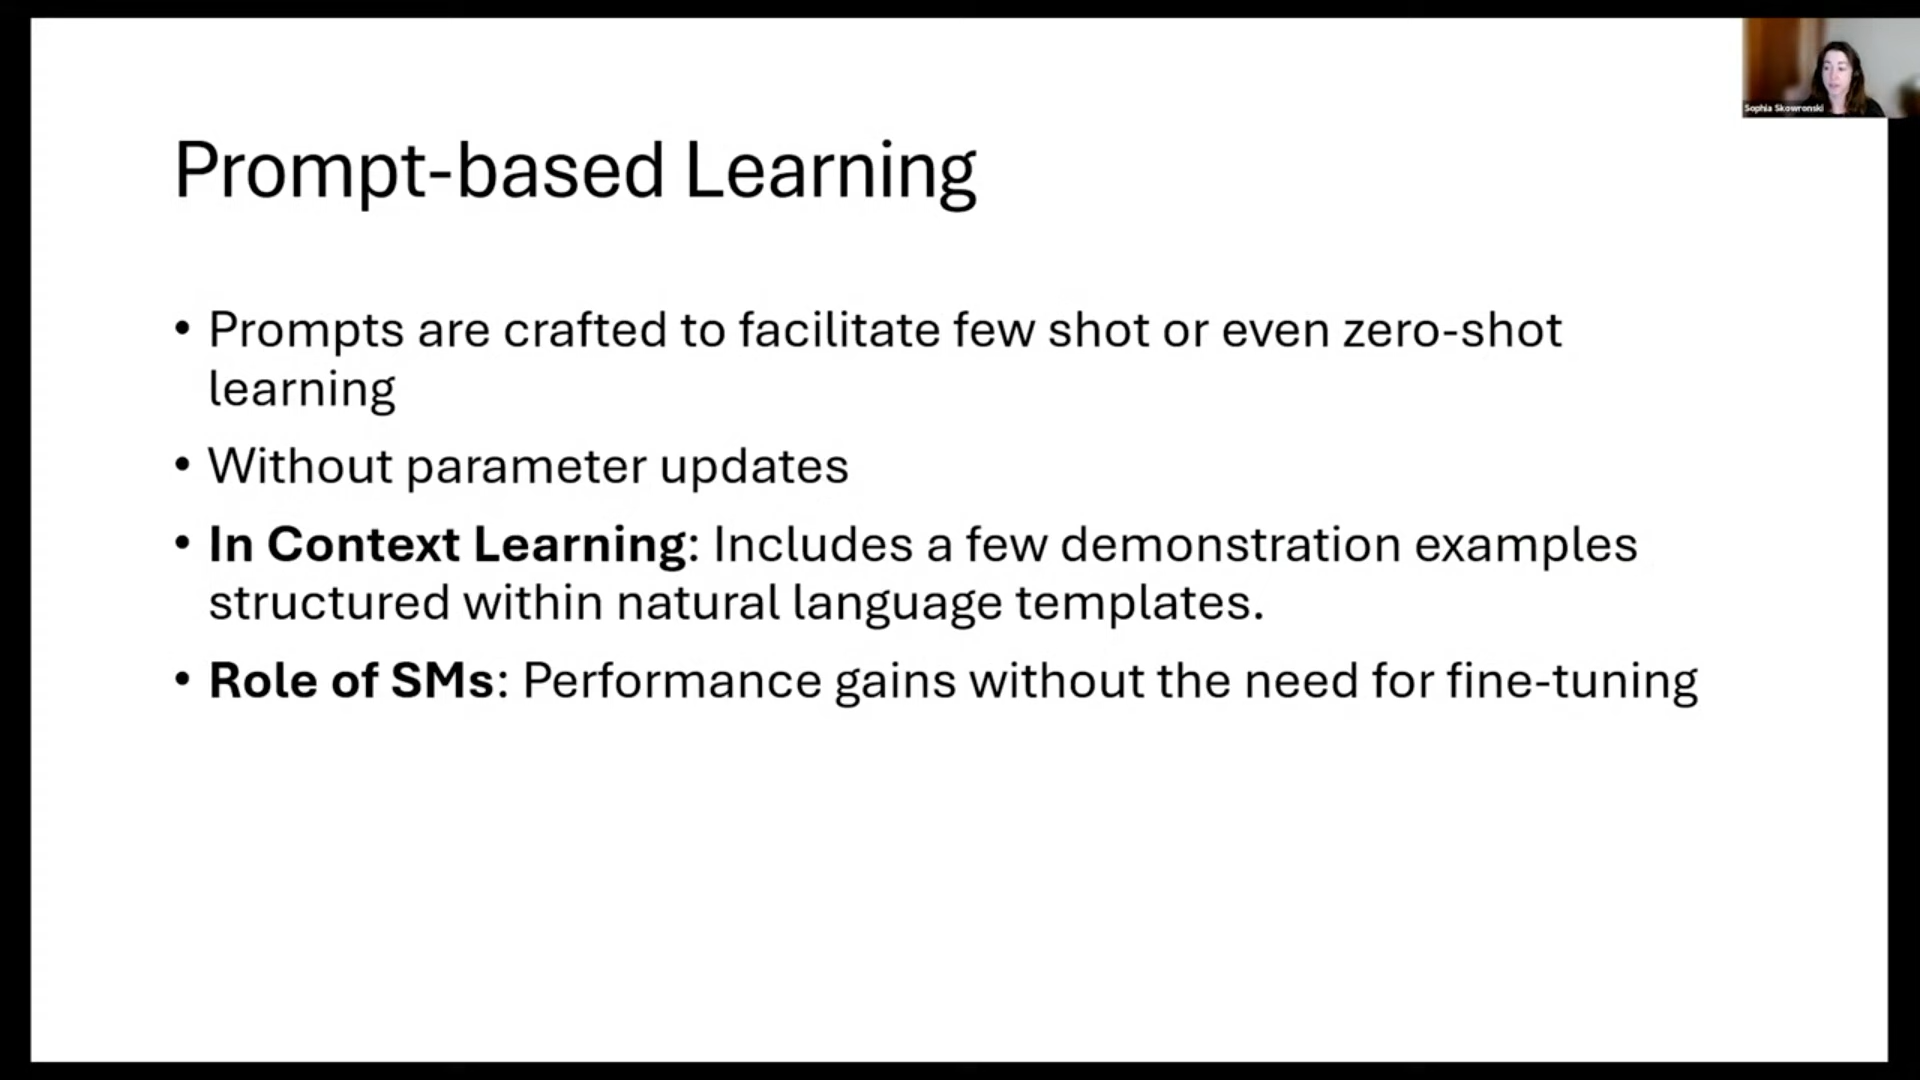 Sophia Skowronski
Prompt-based Learning
• Prompts are crafted to facilitate few shot or even zero-shot
learning
• Without parameter updates
• In Context Learning: Includes a few demonstration examples
structured within natural language templates.
• Role of SMs: Performance gains without the need for fine-tuning